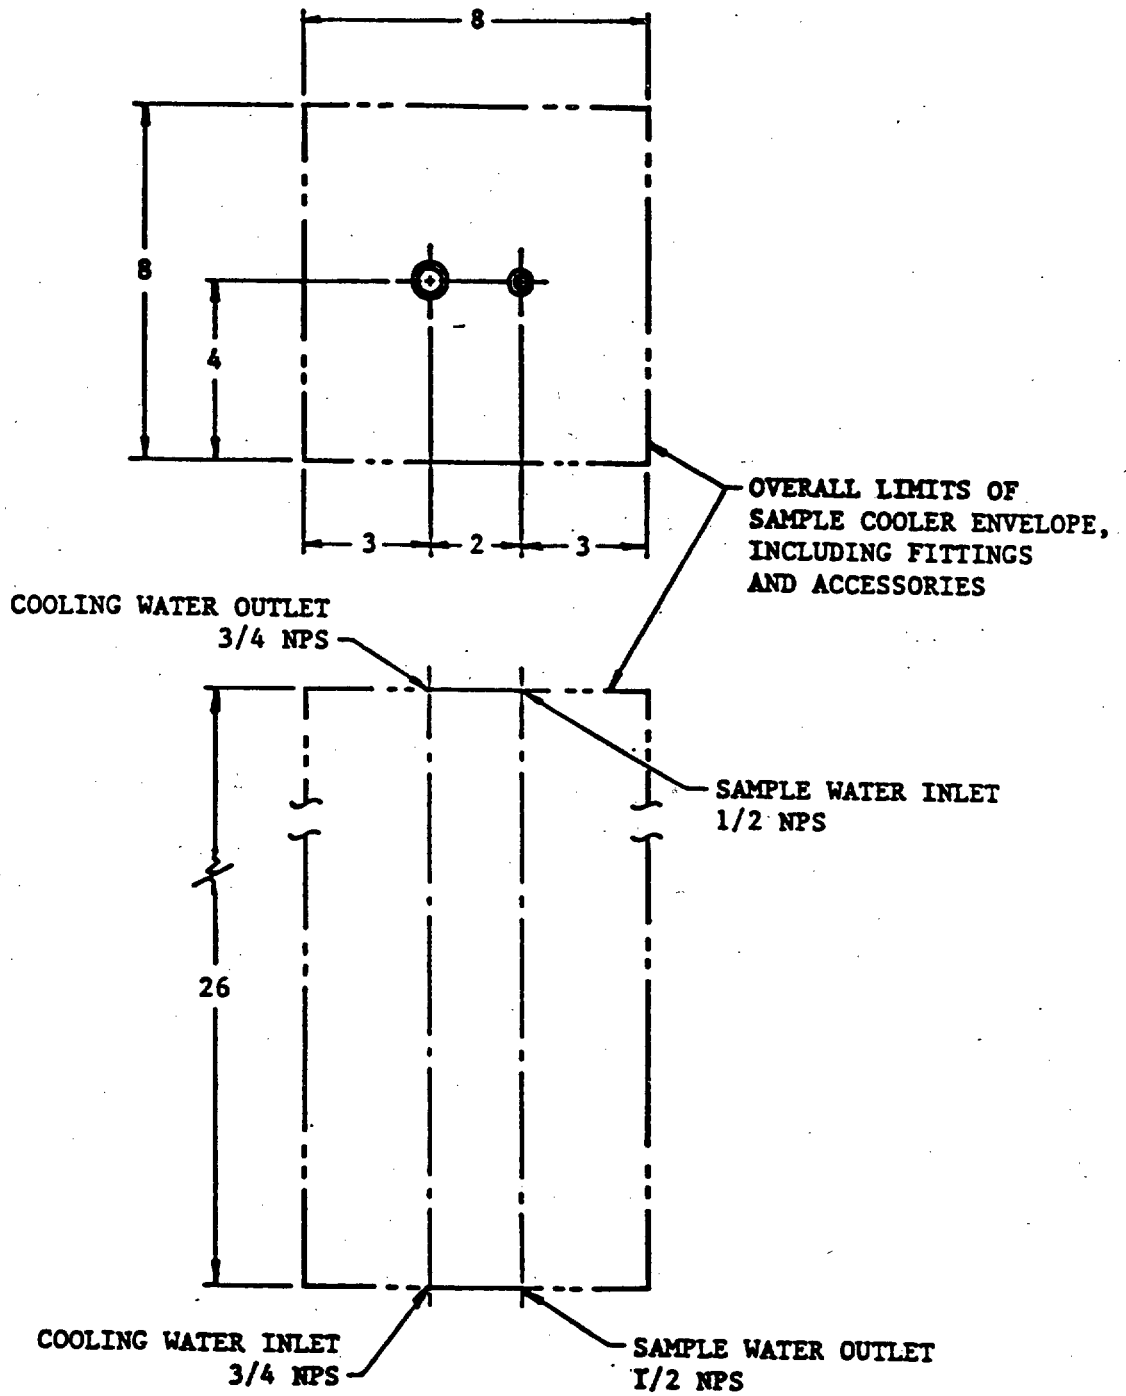 8
8
4
3
2
3
OVERALL LIMITS OF
SAMPLE COOLER ENVELOPE,
INCLUDING FITTINGS
AND ACCESSORIES
COOLING WATER OUTLET
3/4 NPS
SAMPLE WATER INLET
1/2 NPS
26
COOLING WATER INLET
3/4 NPS
SAMPLE WATER OUTLET
1/2 NPS